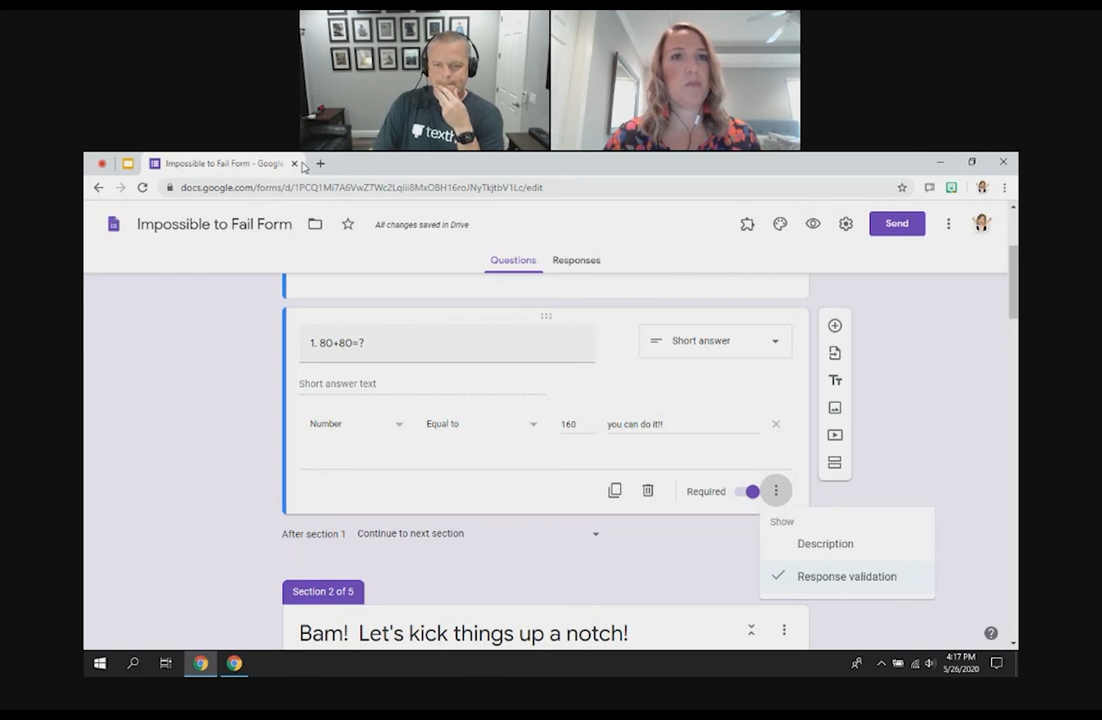 texth
Impossible to Fail Form - Google
docs.google.com/forms/d/1PCQ1Mi7A6VwZ7Wc2LqIii8MxOBH16roJNyTkjtbV1Lc/edit
Impossible to Fail Form
All changes saved in Drive
Send
Questions
Responses
1. 80+80=?
Short answer
Short answer text
Number
Equal to
160
you can do it!!
Required
Show
Description
Response validation
After section 1
Continue to next section
Section 2 of 5
Bam! Let's kick things up a notch!
4:17 PM
5/26/2020